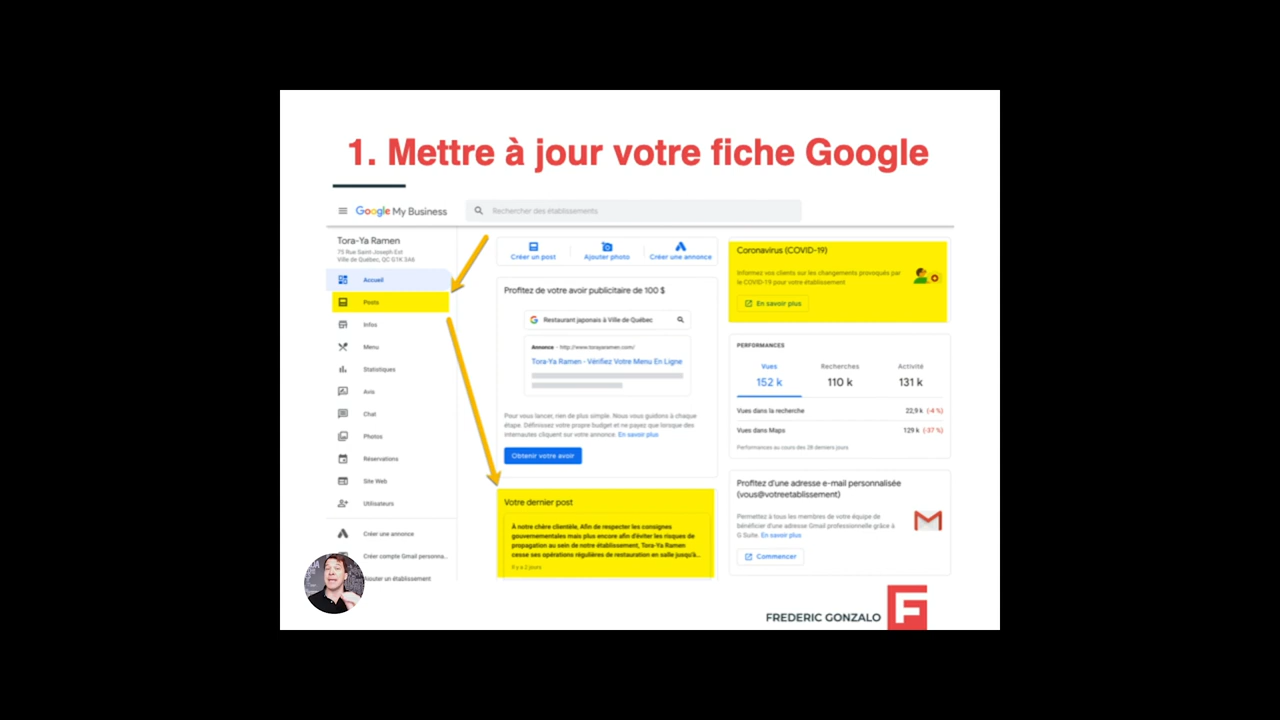 1. Mettre à jour votre fiche Google
Google My Business
Rechercher des établissements
Tora-Ya Ramen
75 Rue Saint Joseph Est
Ville de Québec, QC G1K 3A6
Accueil
Posts
Infos
Menu
Statistiques
Avis
Chat
Photos
Réservations
Site Web
Utilisateurs
Créer une annonce
Créer compte Gmail personna...
Ajouter un établissement
Créer un post
Ajouter photo
Créer une annonce
Profitez de votre avoir publicitaire de 100 $
Restaurant japonais à Ville de Québec
Annonce - http://www.torayaramen.com/
Tora-Ya Ramen - Vérifiez Votre Menu En Ligne
Pour vous lancer, rien de plus simple. Nous vous guidons à chaque
étape. Définissez votre propre budget et ne payez que lorsque des
internautes cliquent sur votre annonce. En savoir plus
Obtenir votre avoir
Votre dernier post
À notre chère clientèle, Afin de respecter les consignes
gouvernementales mais plus encore afin d'éviter les risques de
propagation au sein de notre établissement, Tora-Ya Ramen
cesse ses opérations régulières de restauration en salle jusqu'à...
Il y a 2 jours
Coronavirus (COVID-19)
Informez vos clients sur les changements provoqués par
le COVID-19 pour votre établissement
En savoir plus
PERFORMANCES
Vues
Recherches
Activité
152 k
110 k
131 k
Vues dans la recherche
22,9 k (-4 %)
Vues dans Maps
129 k (-37 %)
Performances au cours des 28 derniers jours
Profitez d'une adresse e-mail personnalisée
(vous@votreetablissement)
Permettez à tous les membres de votre équipe de
bénéficier d'une adresse Gmail professionnelle grâce à
G Suite. En savoir plus
Commencer
FREDERIC GONZALO
F